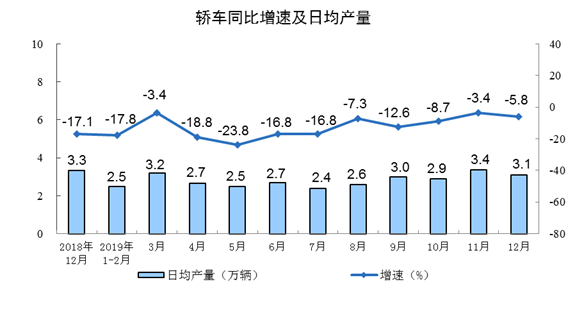 轿车同比增速及日均产量
10
8
6
4
2
0
40
20
0
-20
-40
-60
-80
-17.1
-17.8
-3.4
-18.8
-23.8
-16.8
-16.8
-7.3
-12.6
-8.7
-3.4
-5.8
3.3
2.5
3.2
2.7
2.5
2.7
2.4
2.6
3.0
2.9
3.4
3.1
2018年
12月
2019年
1-2月
3月
4月
5月
6月
7月
8月
9月
10月
11月
12月
日均产量（万辆）
增速（%）